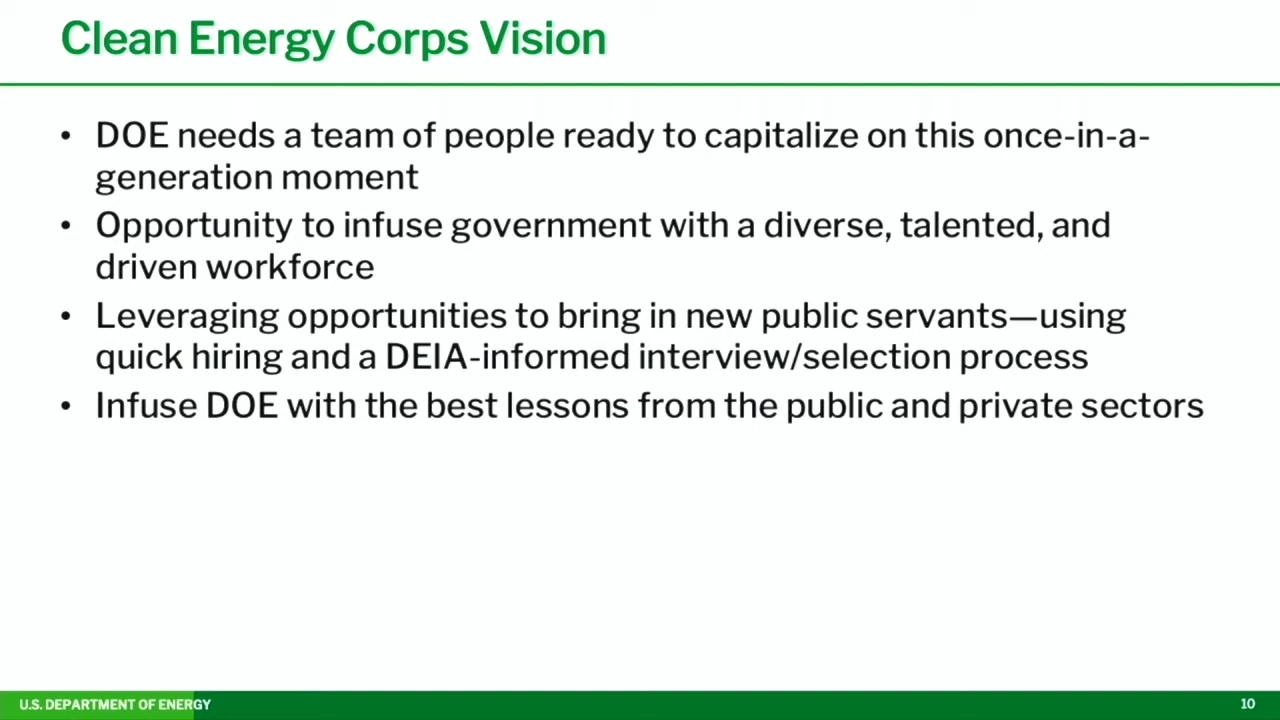 Clean Energy Corps Vision
• DOE needs a team of people ready to capitalize on this once-in-a-
generation moment
• Opportunity to infuse government with a diverse, talented, and
driven workforce
• Leveraging opportunities to bring in new public servants—using
quick hiring and a DEIA-informed interview/selection process
• Infuse DOE with the best lessons from the public and private sectors
U.S. DEPARTMENT OF ENERGY
10